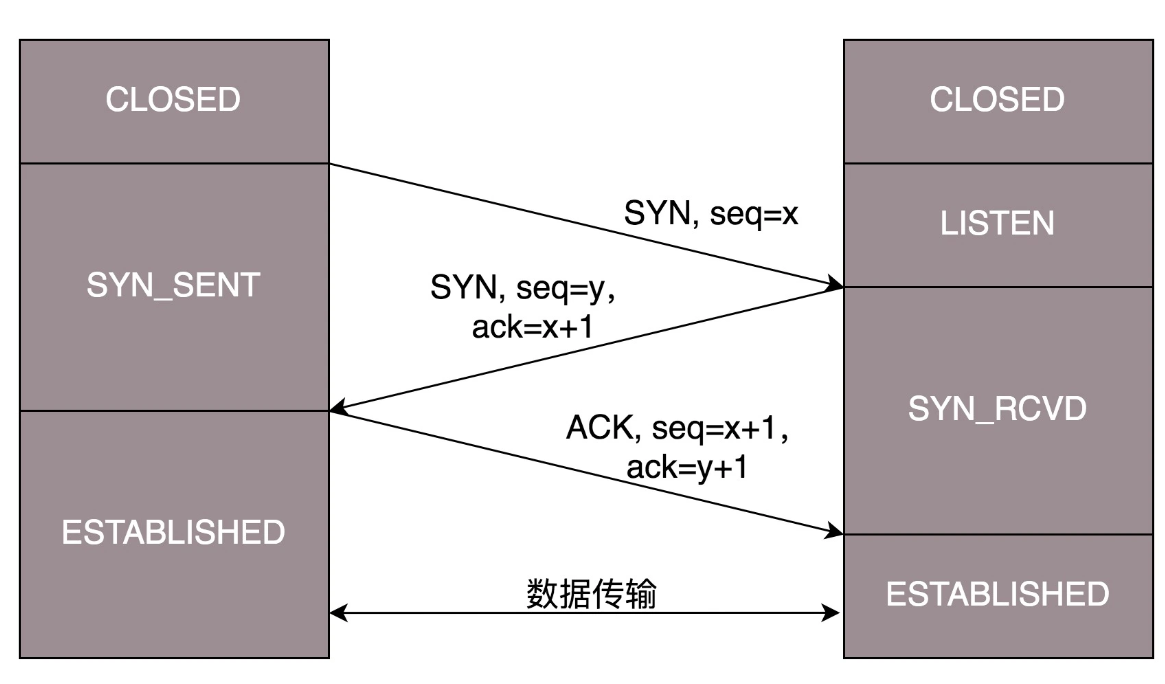 CLOSED
CLOSED
SYN, seq=x
LISTEN
SYN_SENT
SYN, seq=y,
ack=x+1
SYN_RCVD
ACK, seq=x+1,
ack=y+1
ESTABLISHED
数据传输
ESTABLISHED